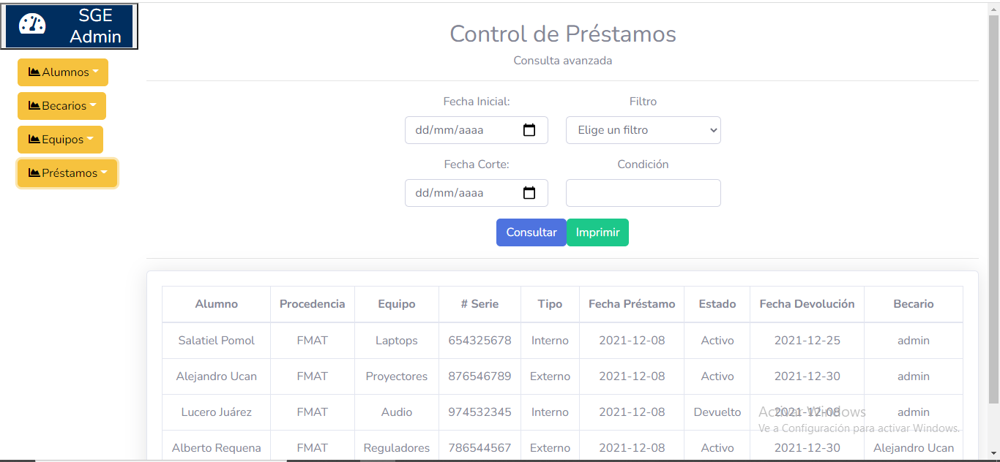 SGE
Admin
Alumnos
Becarios
Equipos
Préstamos
Control de Préstamos
Consulta avanzada
Fecha Inicial:
Filtro
dd/mm/aaaa
Elige un filtro
Fecha Corte:
Condición
dd/mm/aaaa
Consultar
Imprimir
Alumno Procedencia Equipo # Serie Tipo Fecha Préstamo Estado Fecha Devolución Becario
Salatiel Pomol FMAT Laptops 654325678 Interno 2021-12-08 Activo 2021-12-25 admin
Alejandro Ucan FMAT Proyectores 876546789 Externo 2021-12-08 Activo 2021-12-30 admin
Lucero Juárez FMAT Audio 974532345 Interno 2021-12-08 Devuelto 2021-12-08 admin
Activar Windows
Ve a Configuración para activar Windows.
Alberto Requena FMAT Reguladores 786544567 Externo 2021-12-08 Activo 2021-12-30 Alejandro Ucan